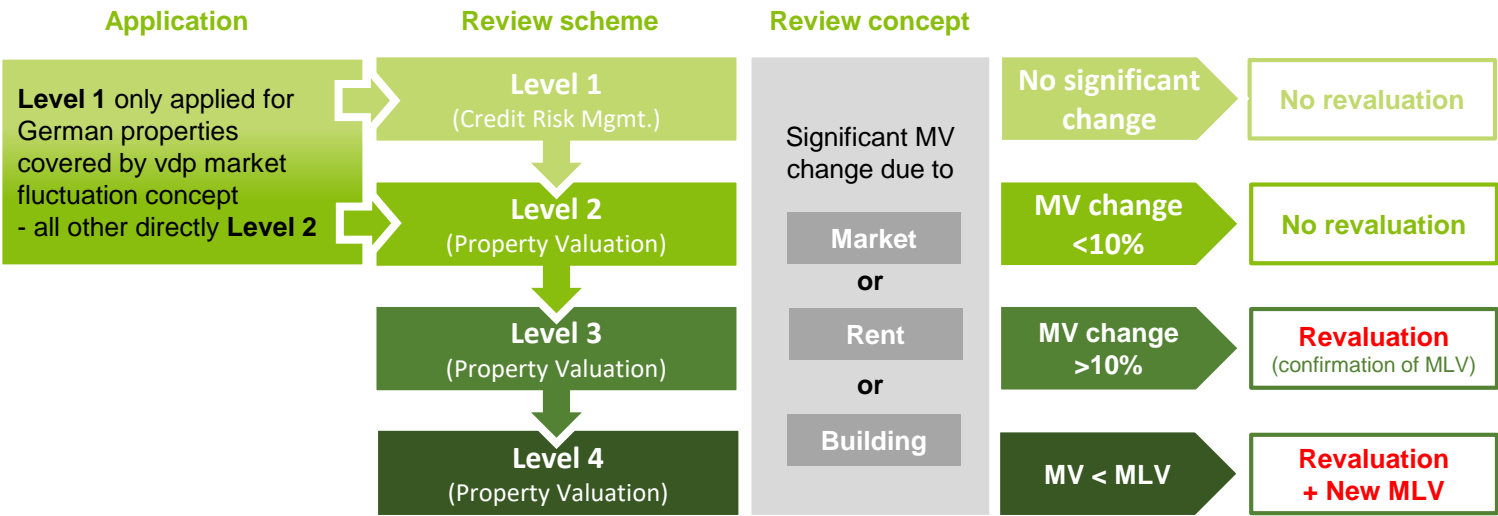 Application
Review scheme
Review concept
Level 1 only applied for
German properties
covered by vdp market
fluctuation concept
- all other directly Level 2
Level 1
(Credit Risk Mgmt.)
Level 2
(Property Valuation)
Level 3
(Property Valuation)
Level 4
(Property Valuation)
Significant MV
change due to
Market
or
Rent
or
Building
No significant
change
No revaluation
MV change
<10%
No revaluation
MV change
>10%
Revaluation
(confirmation of MLV)
MV < MLV
Revaluation
+ New MLV